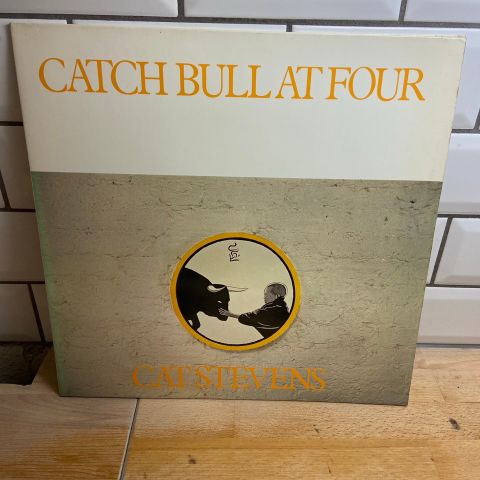 CATCH BULL AT FOUR
CAT STEVENS